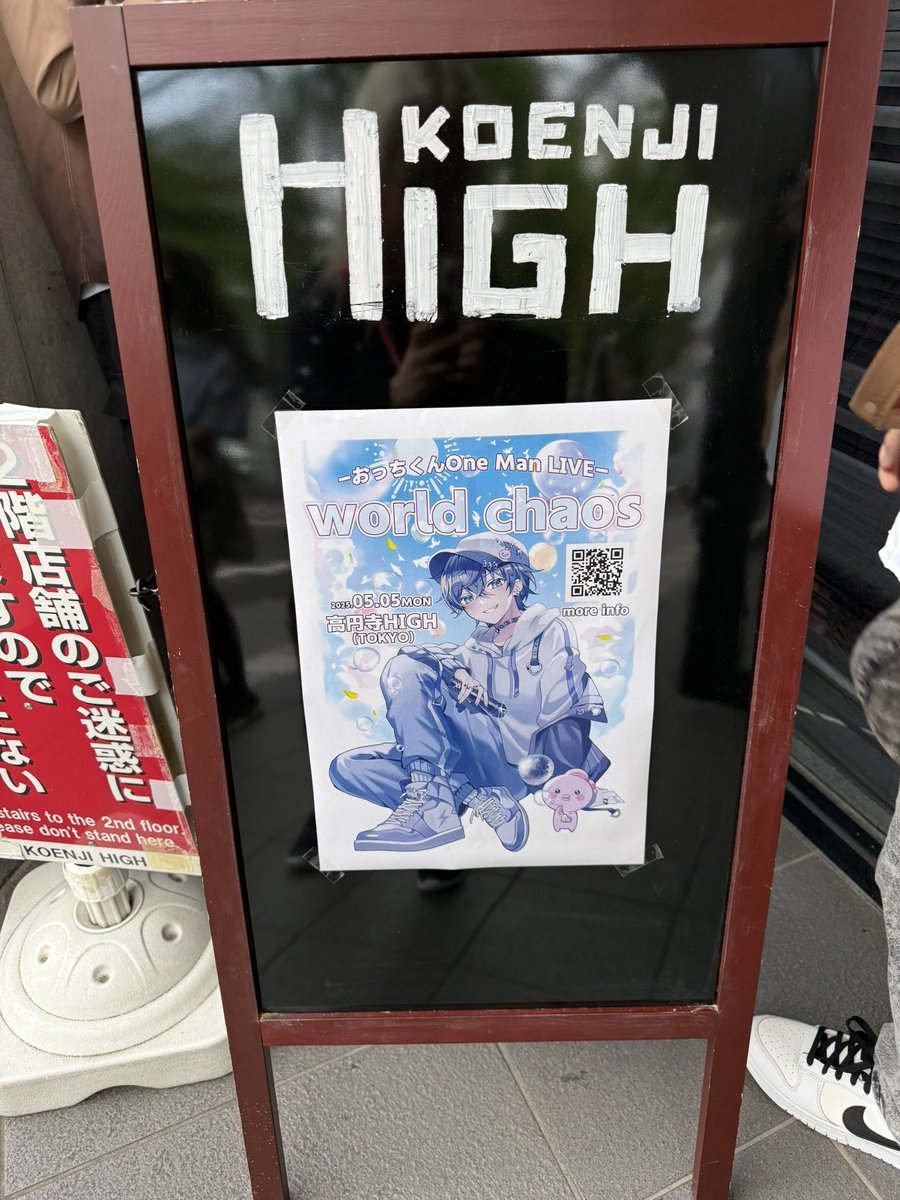 KOENJI
HIGH
−おっちくんOne Man LIVE−
world chaos
2025.05.05MON
高円寺HIGH
(TOKYO)
more info
階店舗のご迷惑に
すので
ない
stairs to the 2nd floor.
ease don't stand here.
KOENJI HIGH